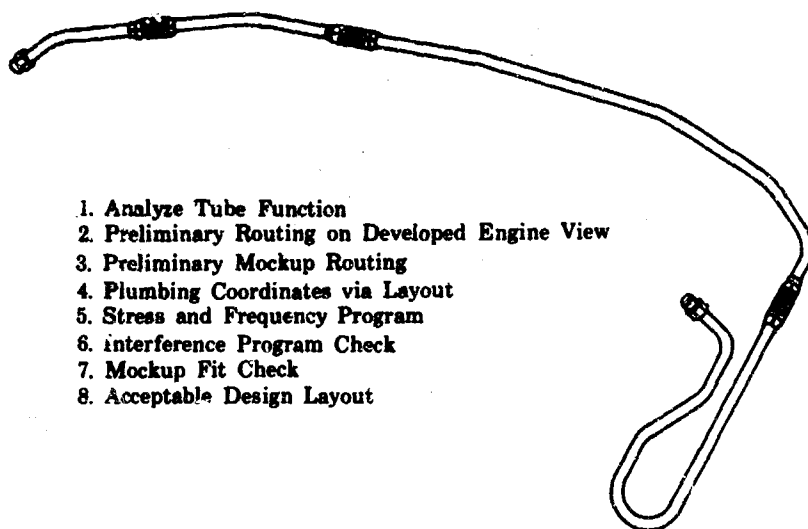 1. Analyze Tube Function
2. Preliminary Routing on Developed Engine View
3. Preliminary Mockup Routing
4. Plumbing Coordinates via Layout
5. Stress and Frequency Program
6. Interference Program Check
7. Mockup Fit Check
8. Acceptable Design Layout